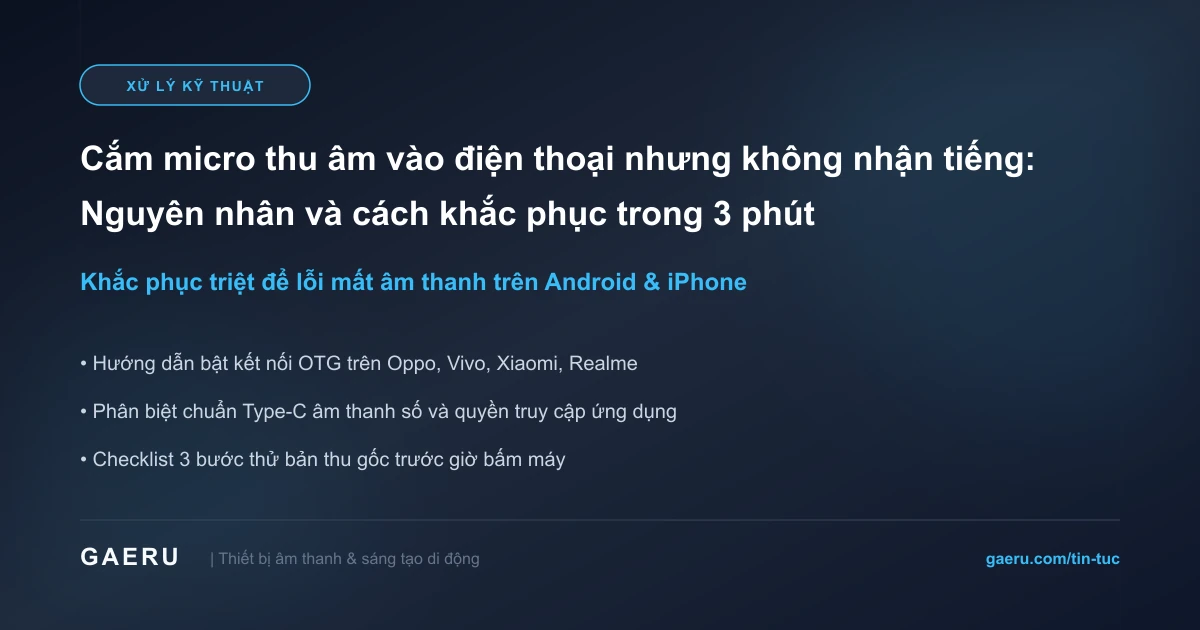 XỬ LÝ KỸ THUẬT
Cắm micro thu âm vào điện thoại nhưng không nhận tiếng:
Nguyên nhân và cách khắc phục trong 3 phút
Khắc phục triệt để lỗi mất âm thanh trên Android & iPhone
• Hướng dẫn bật kết nối OTG trên Oppo, Vivo, Xiaomi, Realme
• Phân biệt chuẩn Type-C âm thanh số và quyền truy cập ứng dụng
• Checklist 3 bước thử bản thu gốc trước giờ bấm máy
GAERU | Thiết bị âm thanh & sáng tạo di động gaeru.com/tin-tuc